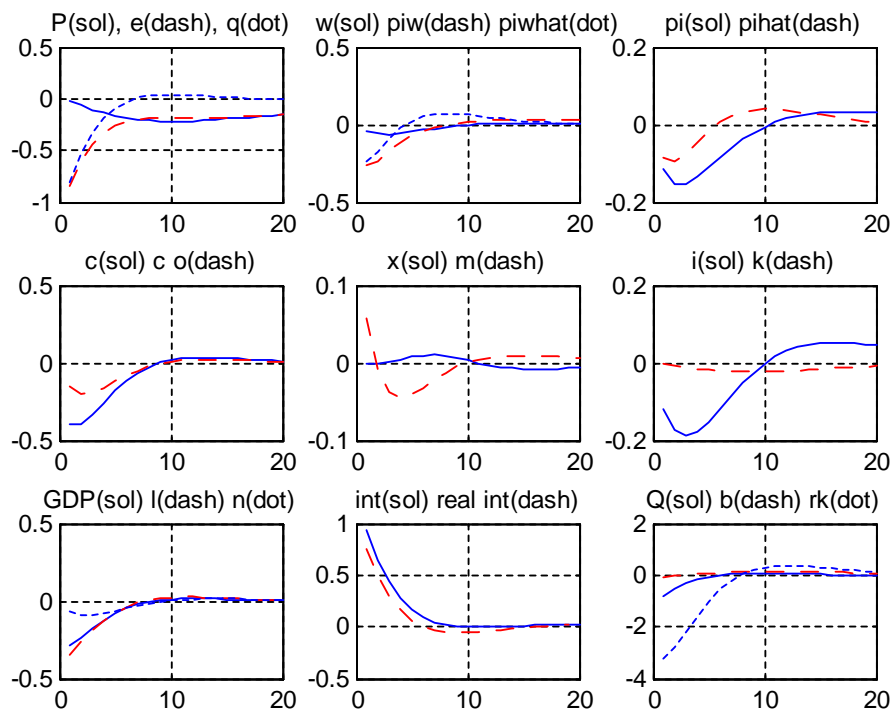 P(sol), e(dash), q(dot)
w(sol) piw(dash) piwhat(dot)
pi(sol) pihat(dash)
0.5
0
-0.5
-1
0 10 20
0.5
0
-0.5
0 10 20
0.2
0
-0.2
0 10 20
c(sol) c o(dash)
x(sol) m(dash)
i(sol) k(dash)
0.5
0
-0.5
0 10 20
0.1
0
-0.1
0 10 20
0.2
0
-0.2
0 10 20
GDP(sol) l(dash) n(dot)
int(sol) real int(dash)
Q(sol) b(dash) rk(dot)
0.5
0
-0.5
0 10 20
1
0.5
0
-0.5
0 10 20
2
0
-2
-4
0 10 20